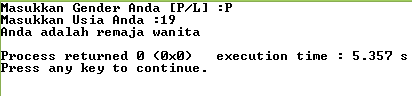 Masukkan Gender Anda [P/L] :P
Masukkan Usia Anda :19
Anda adalah remaja wanita
Process returned 0 (0x0)   execution time : 5.357 s
Press any key to continue.